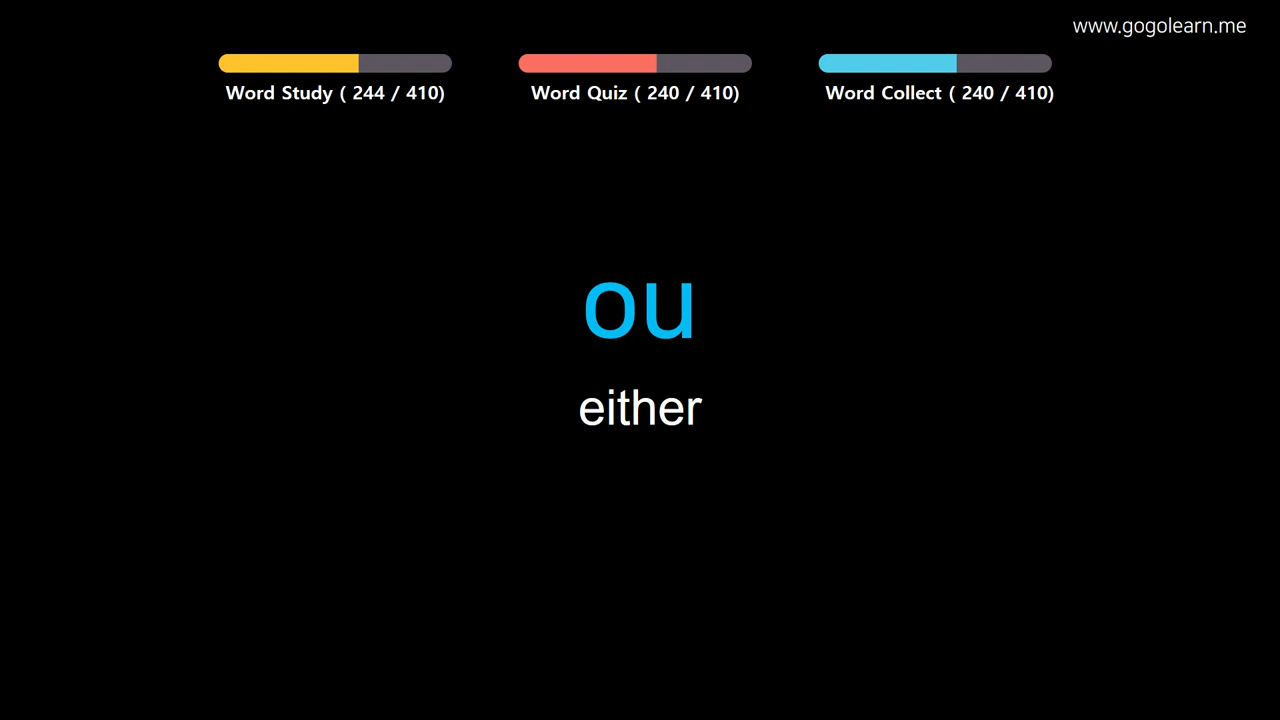 www.gogolearn.me
Word Study ( 244 / 410)
Word Quiz ( 240 / 410)
Word Collect ( 240 / 410)
ou
either